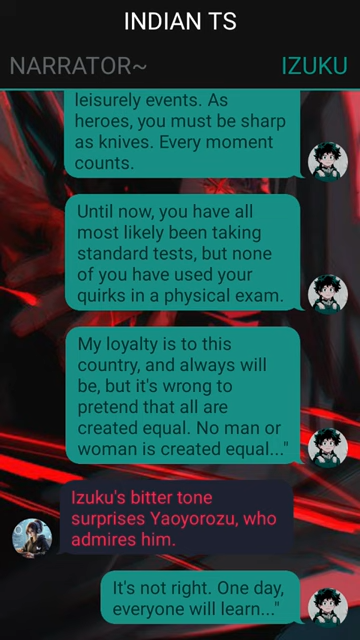 INDIAN TS
NARRATOR~ IZUKU
leisurely events. As
heroes, you must be sharp
as knives. Every moment
counts.
Until now, you have all
most likely been taking
standard tests, but none
of you have used your
quirks in a physical exam.
My loyalty is to this
country, and always will
be, but it's wrong to
pretend that all are
created equal. No man or
woman is created equal..."
Izuku's bitter tone
surprises Yaoyorozu, who
admires him.
It's not right. One day,
everyone will learn..."